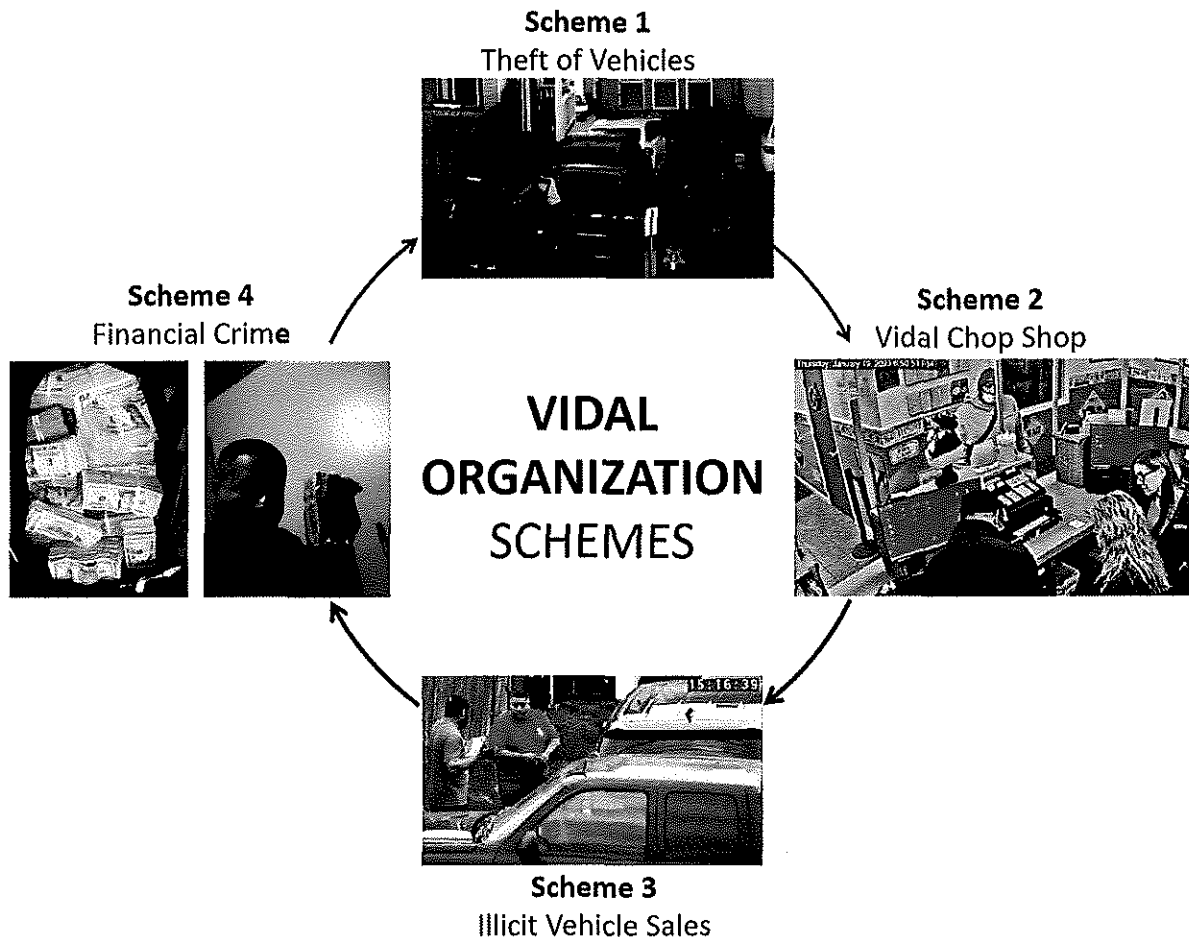 Scheme 1
Theft of Vehicles
Scheme 4
Financial Crime
Scheme 2
Vidal Chop Shop
VIDAL
ORGANIZATION
SCHEMES
15:16:39
Scheme 3
Illicit Vehicle Sales